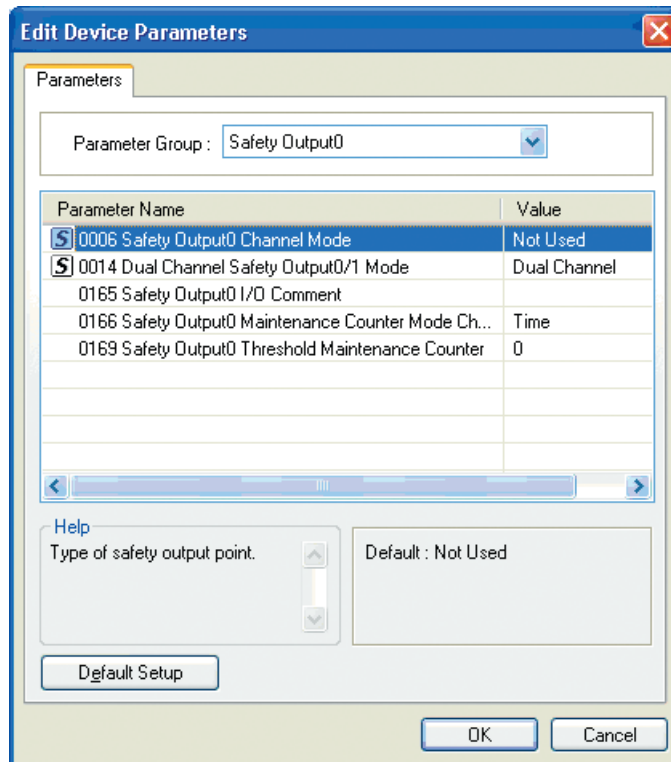 Edit Device Parameters
Parameters
Parameter Group : Safety Output0
Parameter Name Value
S 0006 Safety Output0 Channel Mode Not Used
S 0014 Dual Channel Safety Output0/1 Mode Dual Channel
0165 Safety Output0 I/O Comment
0166 Safety Output0 Maintenance Counter Mode Ch... Time
0169 Safety Output0 Threshold Maintenance Counter 0
Help
Type of safety output point. Default : Not Used
Default Setup
OK Cancel